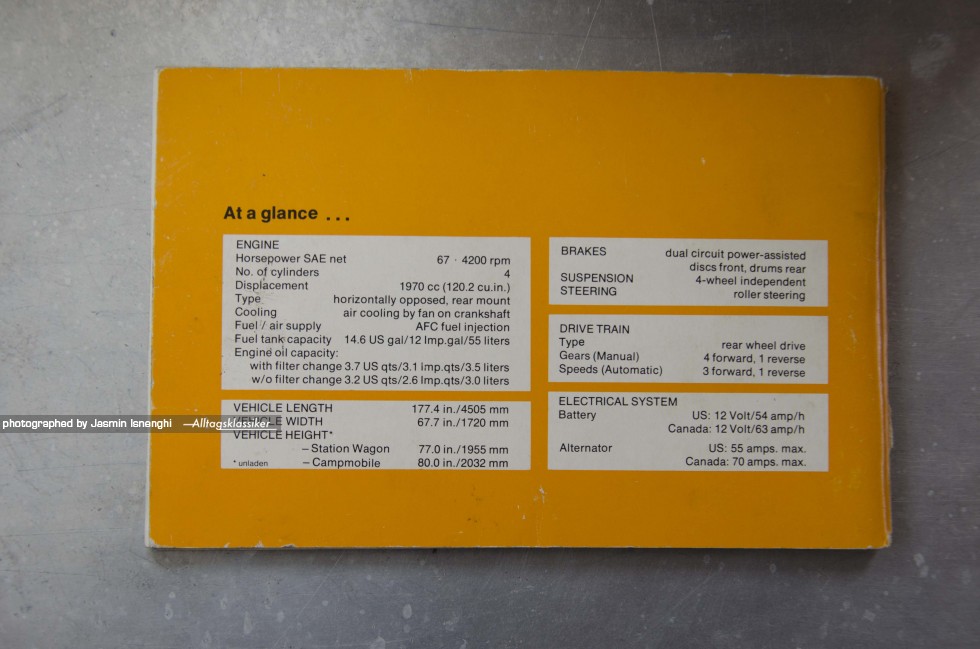 At a glance ...
ENGINE
Horsepower SAE net 67 · 4200 rpm
No. of cylinders 4
Displacement 1970 cc (120.2 cu.in.)
Type horizontally opposed, rear mount
Cooling air cooling by fan on crankshaft
Fuel / air supply AFC fuel injection
Fuel tank capacity 14.6 US gal/12 Imp.gal/55 liters
Engine oil capacity:
with filter change 3.7 US qts/3.1 imp.qts/3.5 liters
w/o filter change 3.2 US qts/2.6 Imp.qts/3.0 liters
VEHICLE LENGTH 177.4 in./4505 mm
VEHICLE WIDTH 67.7 in./1720 mm
VEHICLE HEIGHT*
– Station Wagon 77.0 in./1955 mm
* unladen – Campmobile 80.0 in./2032 mm
BRAKES dual circuit power-assisted
discs front, drums rear
SUSPENSION 4-wheel independent
STEERING roller steering
DRIVE TRAIN
Type rear wheel drive
Gears (Manual) 4 forward, 1 reverse
Speeds (Automatic) 3 forward, 1 reverse
ELECTRICAL SYSTEM
Battery US: 12 Volt/54 amp/h
Canada: 12 Volt/63 amp/h
Alternator US: 55 amps. max.
Canada: 70 amps. max.
photographed by Jasmin Isnenghi —Alltagsklassiker—